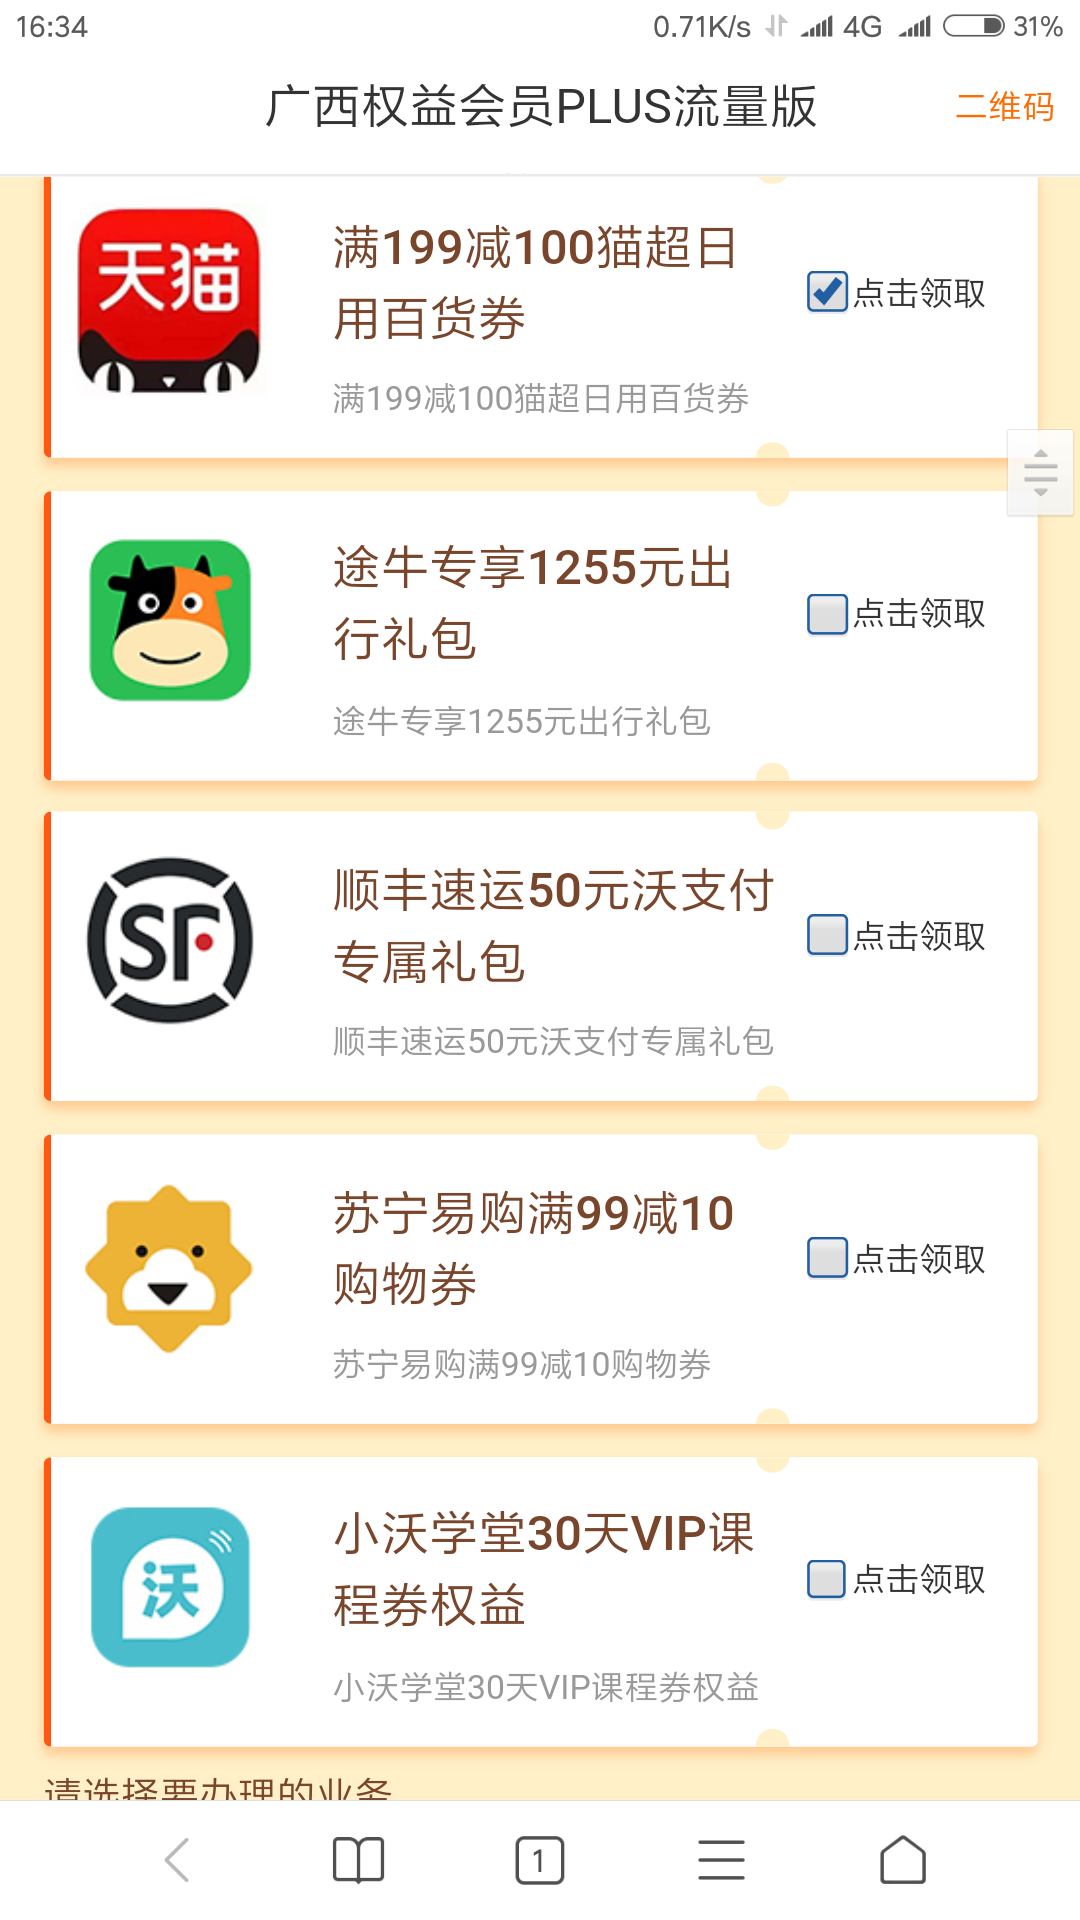 16:34
0.71K/s 4G 31%
广西权益会员PLUS流量版
二维码
天猫
满199减100猫超日
用百货券
点击领取
满199减100猫超日用百货券
途牛专享1255元出
行礼包
点击领取
途牛专享1255元出行礼包
SF
顺丰速运50元沃支付
专属礼包
点击领取
顺丰速运50元沃支付专属礼包
苏宁易购满99减10
购物券
点击领取
苏宁易购满99减10购物券
沃
小沃学堂30天VIP课
程券权益
点击领取
小沃学堂30天VIP课程券权益
请选择要办理的业务
1